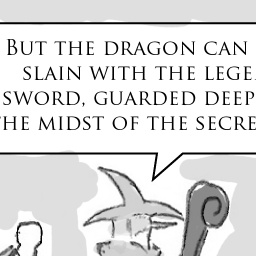 BUT THE DRAGON CAN
SLAIN WITH THE
SWORD, GUARDED DEEP
THE MIDST OF THE